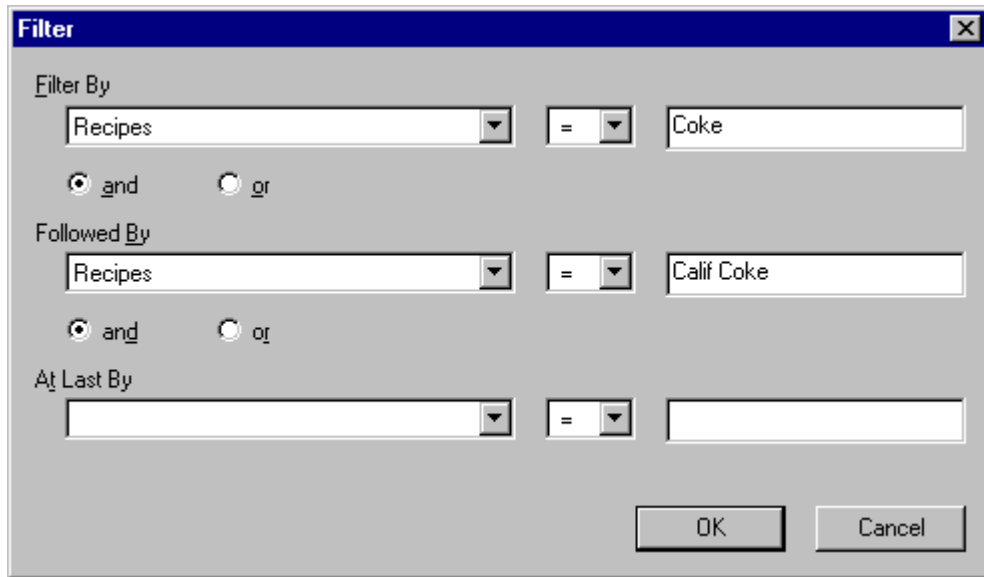 Filter
Filter By
Recipes = Coke
and or
Followed By
Recipes = Calif Coke
and or
At Last By
=
OK Cancel